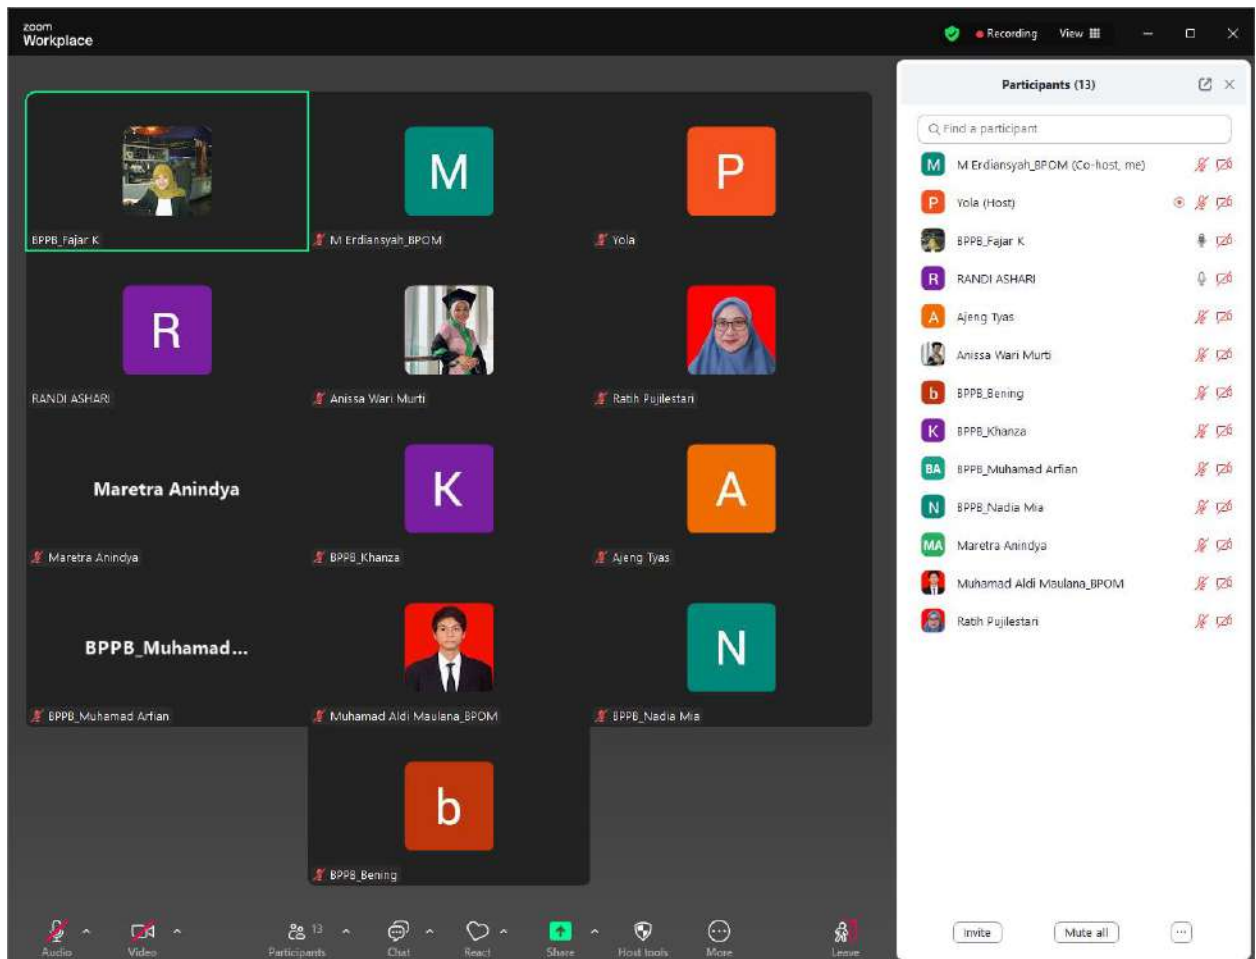 zoom
Workplace
Recording View
M
P
BPPB_Fajar K
M Erdiansyah_BPOM
Yola
R
RANDI ASHARI
Anissa Wari Murti
Ratih Pujilestari
Maretra Anindya
K
A
Maretra Anindya
BPPB_Khanza
Ajeng Tyas
BPPB_Muhamad...
N
BPPB_Muhamad Arfian
Muhamad Aldi Maulana_BPOM
BPPB_Nadia Mia
b
BPPB_Bening
Audio
Video
13
Participants
Chat
React
Share
Host tools
More
Leave
Participants (13)
Find a participant
M M Erdiansyah_BPOM (Co-host, me)
P Yola (Host)
BPPB_Fajar K
R RANDI ASHARI
A Ajeng Tyas
Anissa Wari Murti
b BPPB_Bening
K BPPB_Khanza
BA BPPB_Muhamad Arfian
N BPPB_Nadia Mia
MA Maretra Anindya
Muhamad Aldi Maulana_BPOM
Ratih Pujilestari
Invite Mute all ...